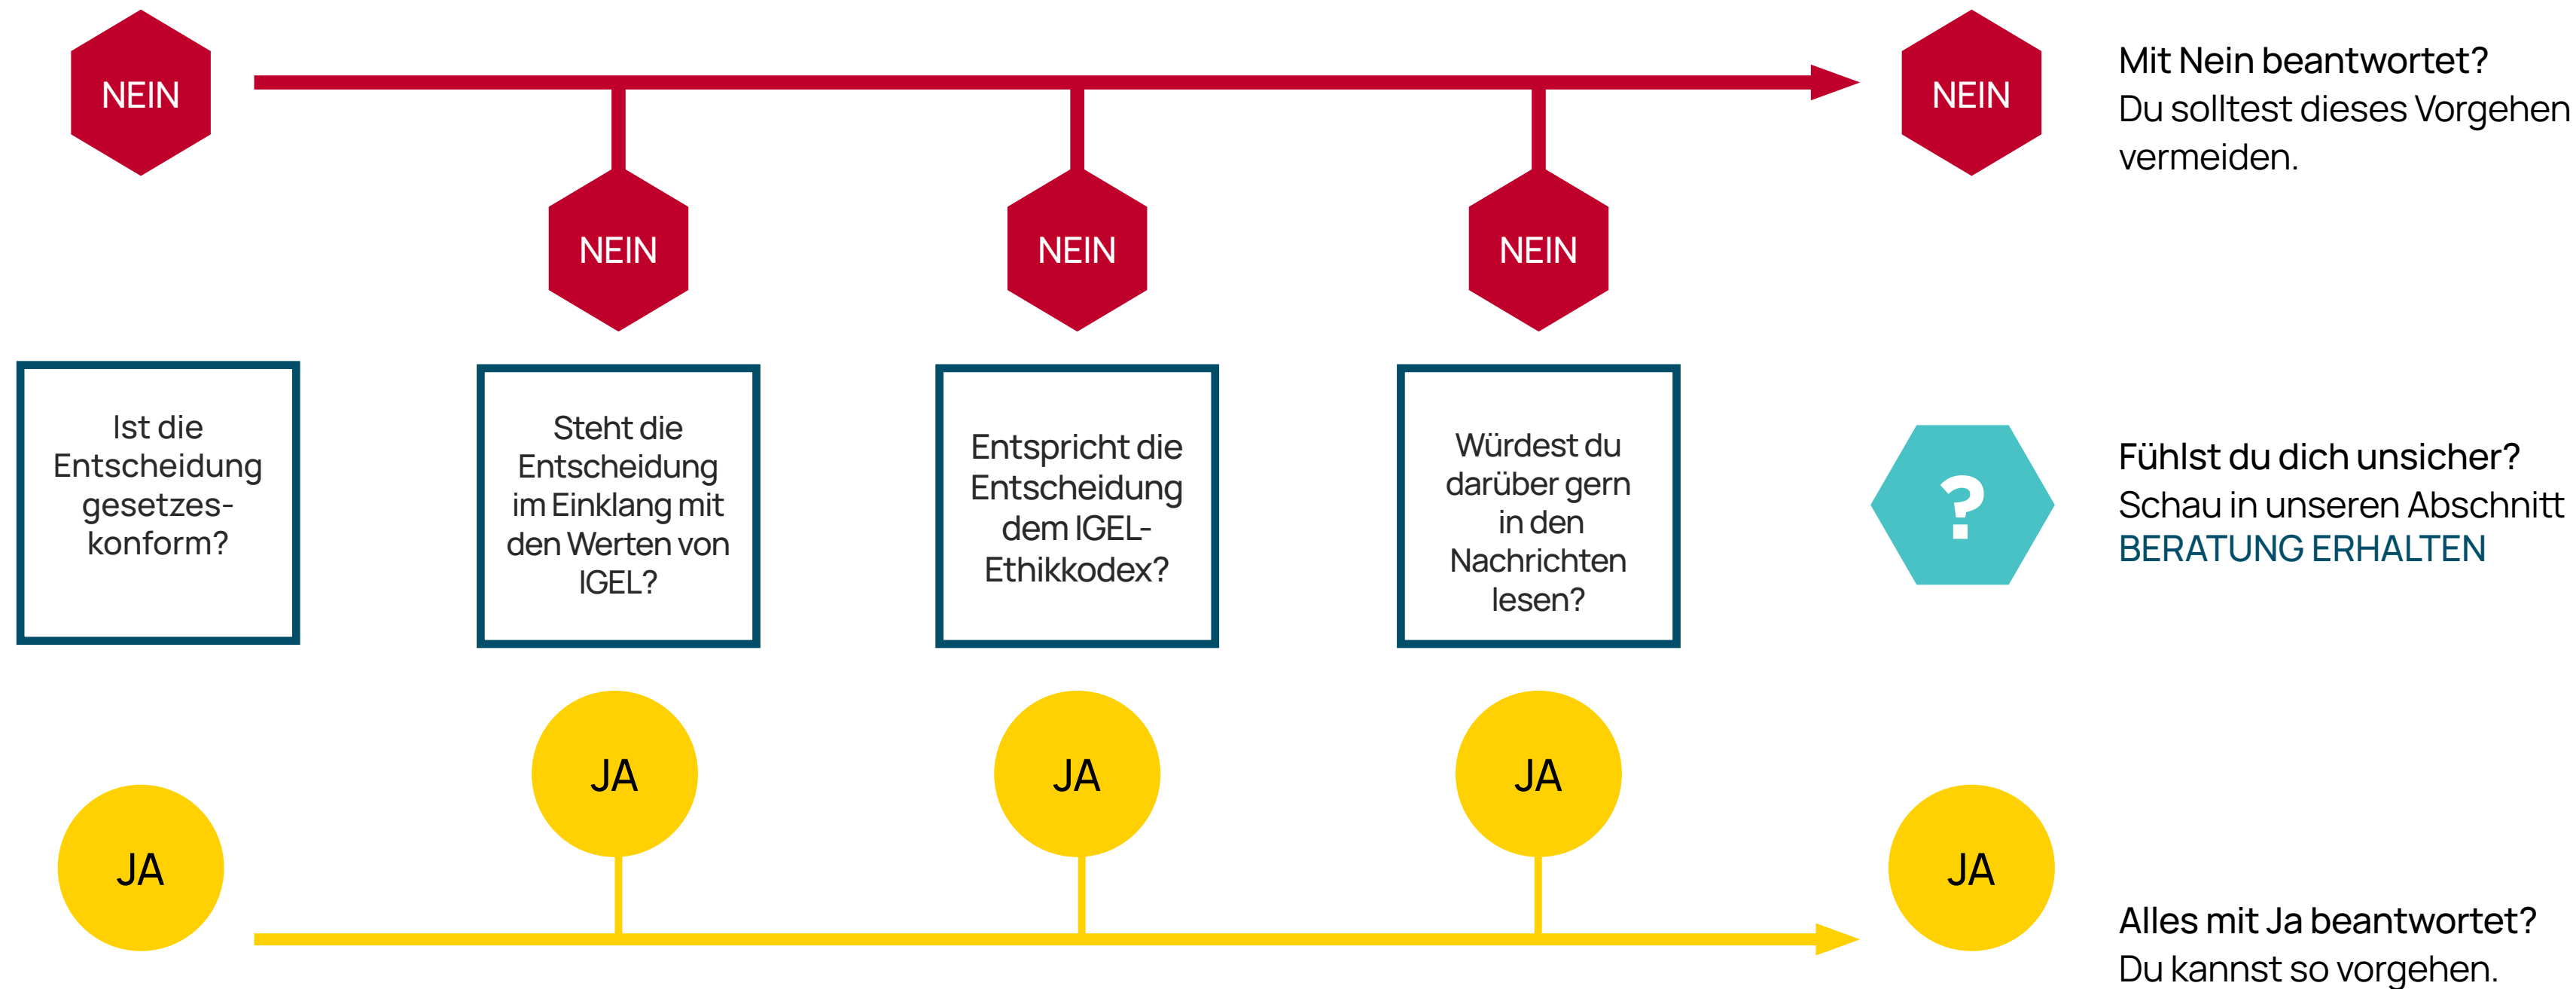 NEIN
NEIN
Mit Nein beantwortet?
Du solltest dieses Vorgehen
vermeiden.
NEIN
NEIN
NEIN
Ist die
Entscheidung
gesetzes-
konform?
Steht die
Entscheidung
im Einklang mit
den Werten von
IGEL?
Entspricht die
Entscheidung
dem IGEL-
Ethikkodex?
Würdest du
darüber gern
in den
Nachrichten
lesen?
?
Fühlst du dich unsicher?
Schau in unseren Abschnitt
BERATUNG ERHALTEN
JA
JA
JA
JA
JA
Alles mit Ja beantwortet?
Du kannst so vorgehen.